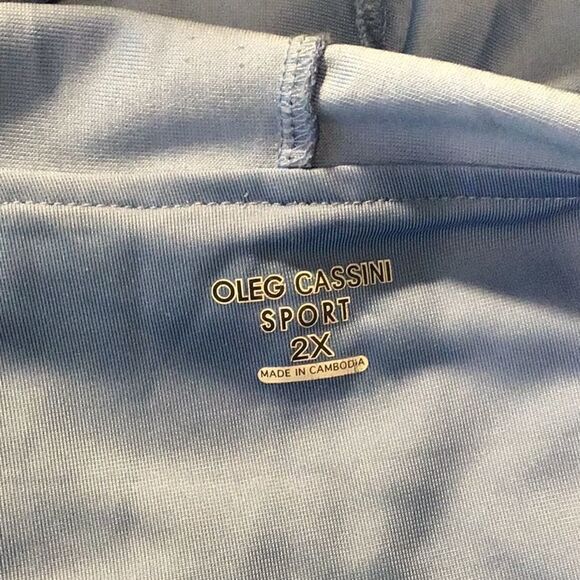 OLEG CASSINI
SPORT
2X
MADE IN CAMBODIA